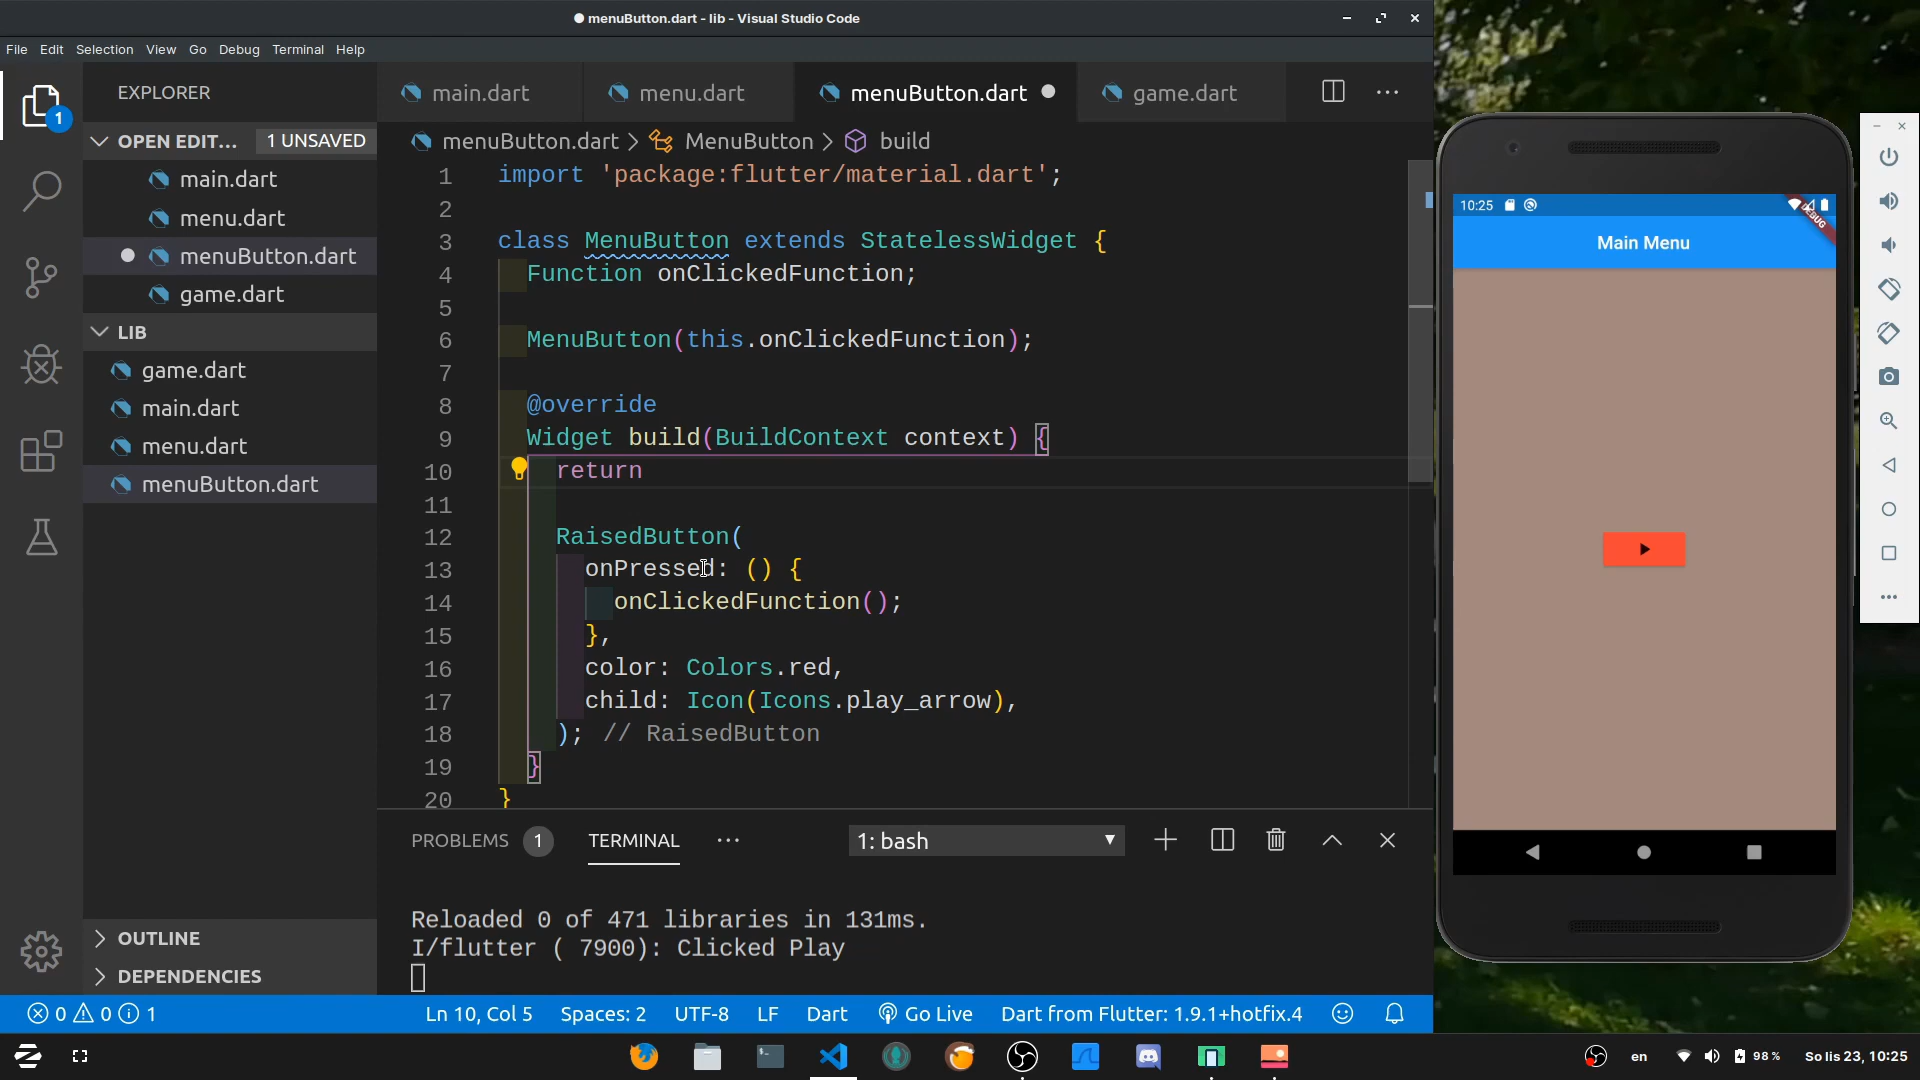 menuButton.dart - lib - Visual Studio Code
File Edit Selection View Go Debug Terminal Help
1
EXPLORER
OPEN EDIT... 1 UNSAVED
main.dart
menu.dart
menuButton.dart
game.dart
LIB
game.dart
main.dart
menu.dart
menuButton.dart
OUTLINE
DEPENDENCIES
main.dart menu.dart menuButton.dart game.dart
menuButton.dart > MenuButton > build
1 import 'package:flutter/material.dart';
2
3 class MenuButton extends StatelessWidget {
4 Function onClickedFunction;
5
6 MenuButton(this.onClickedFunction);
7
8 @override
9 Widget build(BuildContext context) {
10 return
11
12 RaisedButton(
13 onPressed: () {
14 onClickedFunction();
15 },
16 color: Colors.red,
17 child: Icon(Icons.play_arrow),
18 ); // RaisedButton
19 }
20 }
PROBLEMS 1 TERMINAL ... 1: bash
Reloaded 0 of 471 libraries in 131ms.
I/flutter ( 7900): Clicked Play
0 0 1 Ln 10, Col 5 Spaces: 2 UTF-8 LF Dart Go Live Dart from Flutter: 1.9.1+hotfix.4
10:25
DEBUG
Main Menu
en 98% So lis 23, 10:25